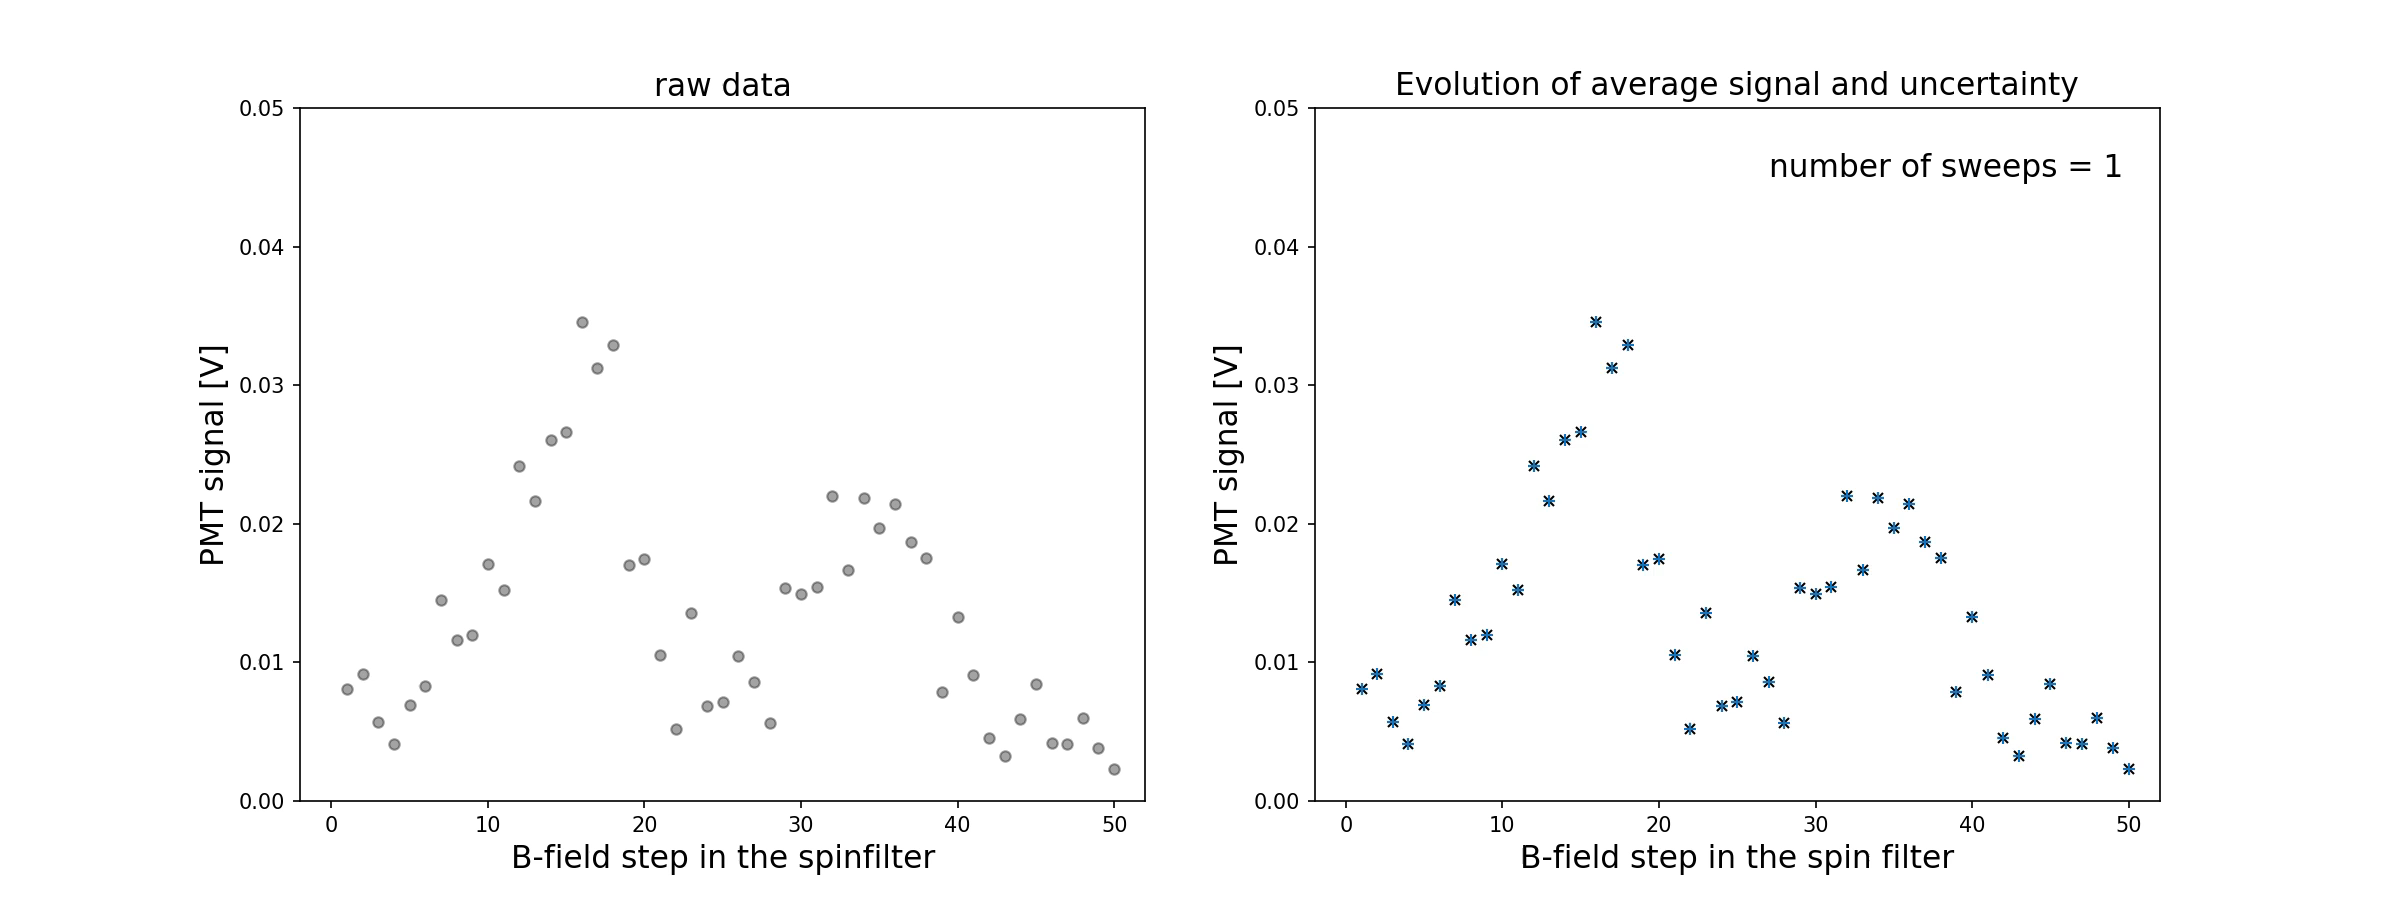 raw data
0.05
0.04
0.03
0.02
0.01
0.00
PMT signal [V]
0 10 20 30 40 50
B-field step in the spinfilter
Evolution of average signal and uncertainty
number of sweeps = 1
0.05
0.04
0.03
0.02
0.01
0.00
PMT signal [V]
0 10 20 30 40 50
B-field step in the spin filter